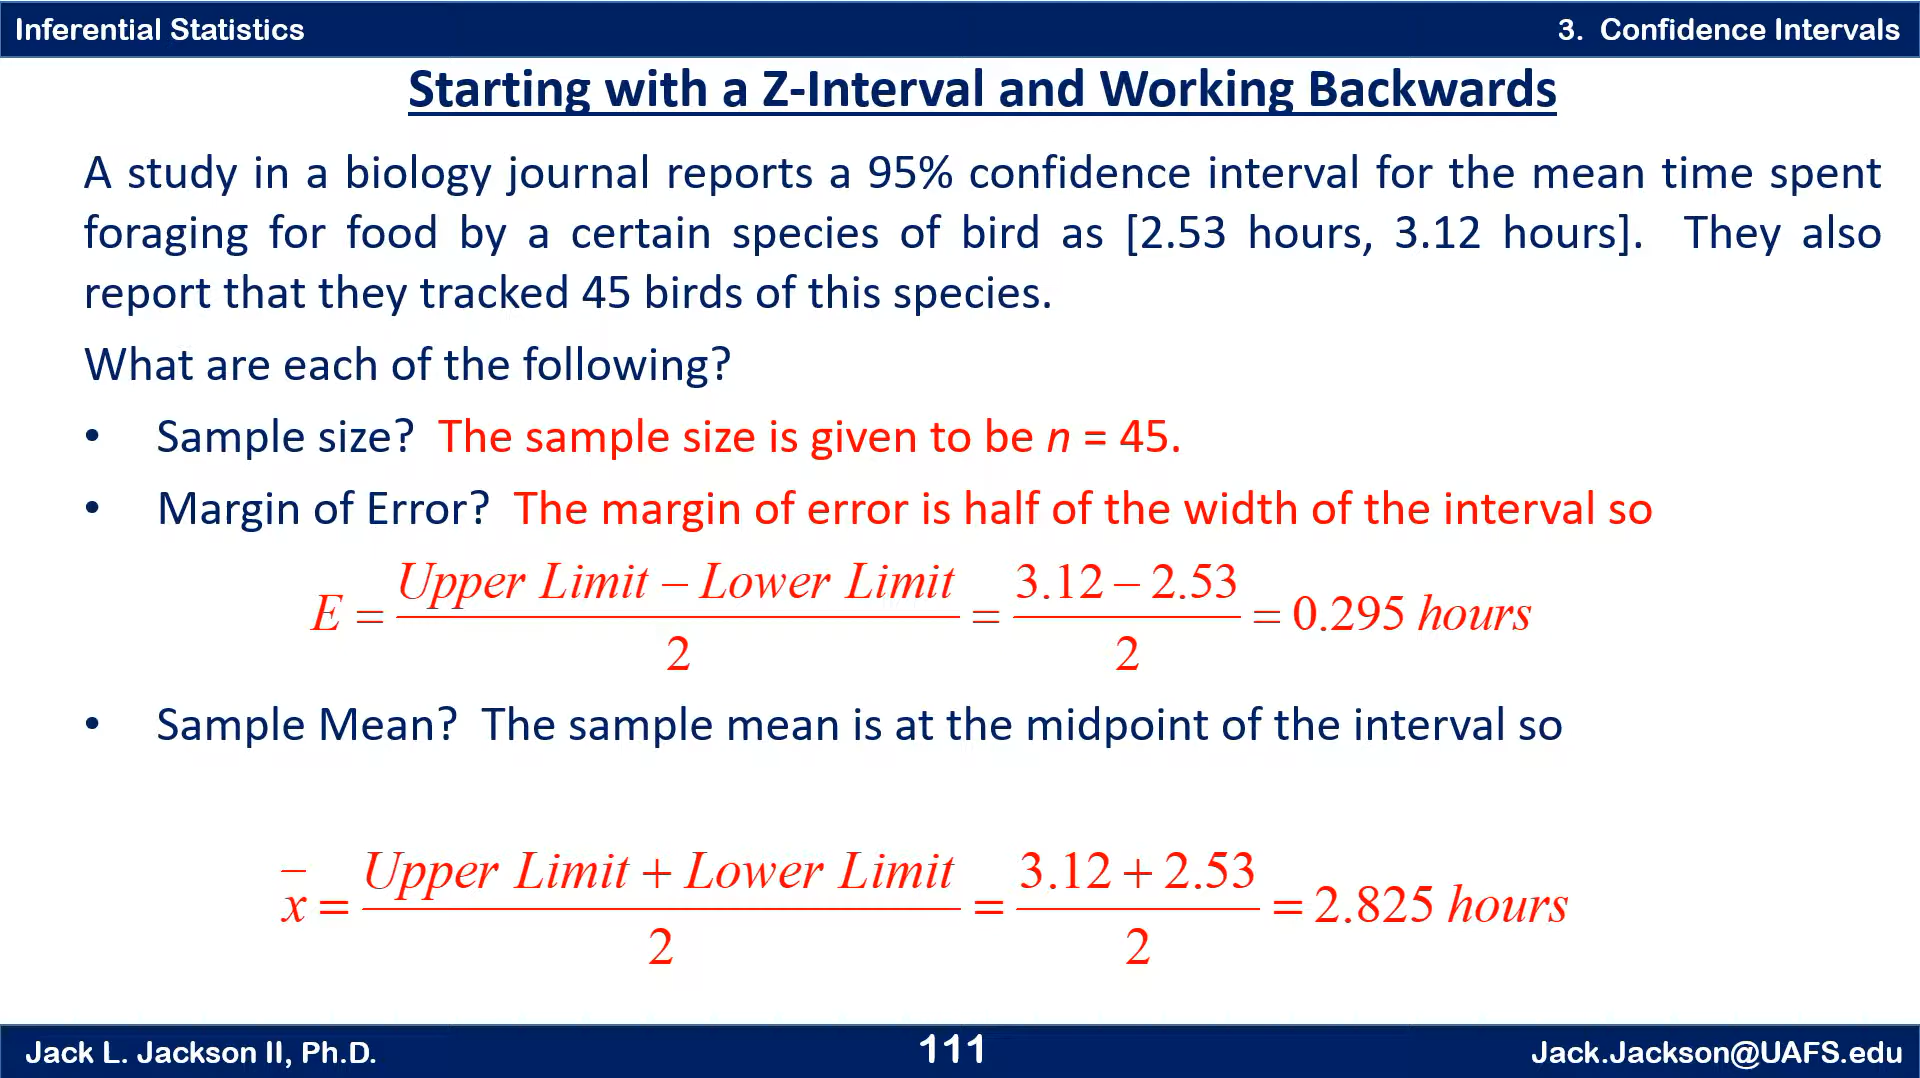 Inferential Statistics
3. Confidence Intervals
Starting with a Z-Interval and Working Backwards
A study in a biology journal reports a 95% confidence interval for the mean time spent
foraging for food by a certain species of bird as [2.53 hours, 3.12 hours]. They also
report that they tracked 45 birds of this species.
What are each of the following?
• Sample size? The sample size is given to be n = 45.
• Margin of Error? The margin of error is half of the width of the interval so
E = (Upper Limit – Lower Limit)/2 = (3.12 – 2.53)/2 = 0.295 hours
• Sample Mean? The sample mean is at the midpoint of the interval so
x̄ = (Upper Limit + Lower Limit)/2 = (3.12 + 2.53)/2 = 2.825 hours
Jack L. Jackson II, Ph.D.
111
Jack.Jackson@UAFS.edu